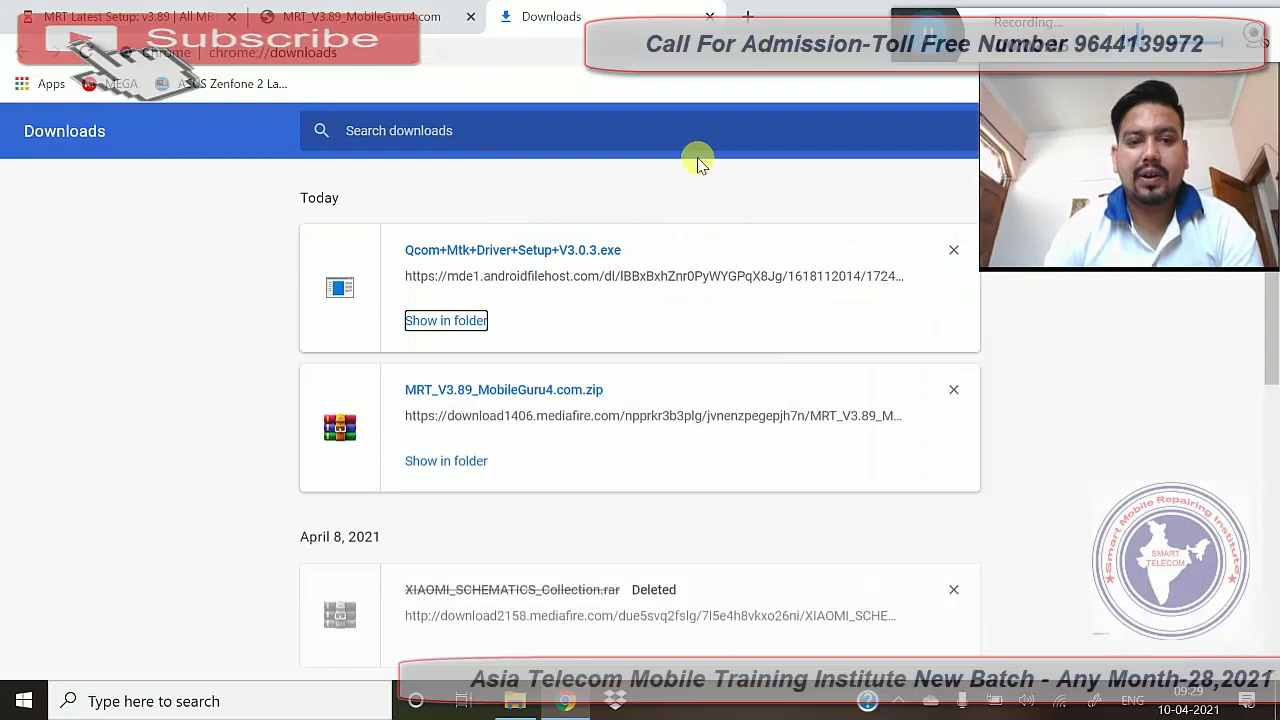 MRT Latest Setup: v3.89 | All MRT
MRT_V3.89_MobileGuru4.com
Downloads
Recording...
Subscribe
Call For Admission-Toll Free Number 9644139972
Chrome | chrome://downloads
Apps
MEGA
ASUS Zenfone 2 La...
Downloads
Search downloads
Today
Qcom+Mtk+Driver+Setup+V3.0.3.exe
https://mde1.androidfilehost.com/dl/lBBxBxhZnr0PyWYGPqX8Jg/1618112014/1724...
Show in folder
MRT_V3.89_MobileGuru4.com.zip
https://download1406.mediafire.com/npprkr3b3plg/jvnenzpegepjh7n/MRT_V3.89_M...
Show in folder
April 8, 2021
XIAOMI_SCHEMATICS_Collection.rar Deleted
http://download2158.mediafire.com/due5svq2fslg/7l5e4h8vkxo26ni/XIAOMI_SCHE...
Smart Mobile Repairing Institute
SMART
TELECOM
Asia Telecom Mobile Training Institute New Batch - Any Month-28,2021
Type here to search
ENG
09:29
10-04-2021